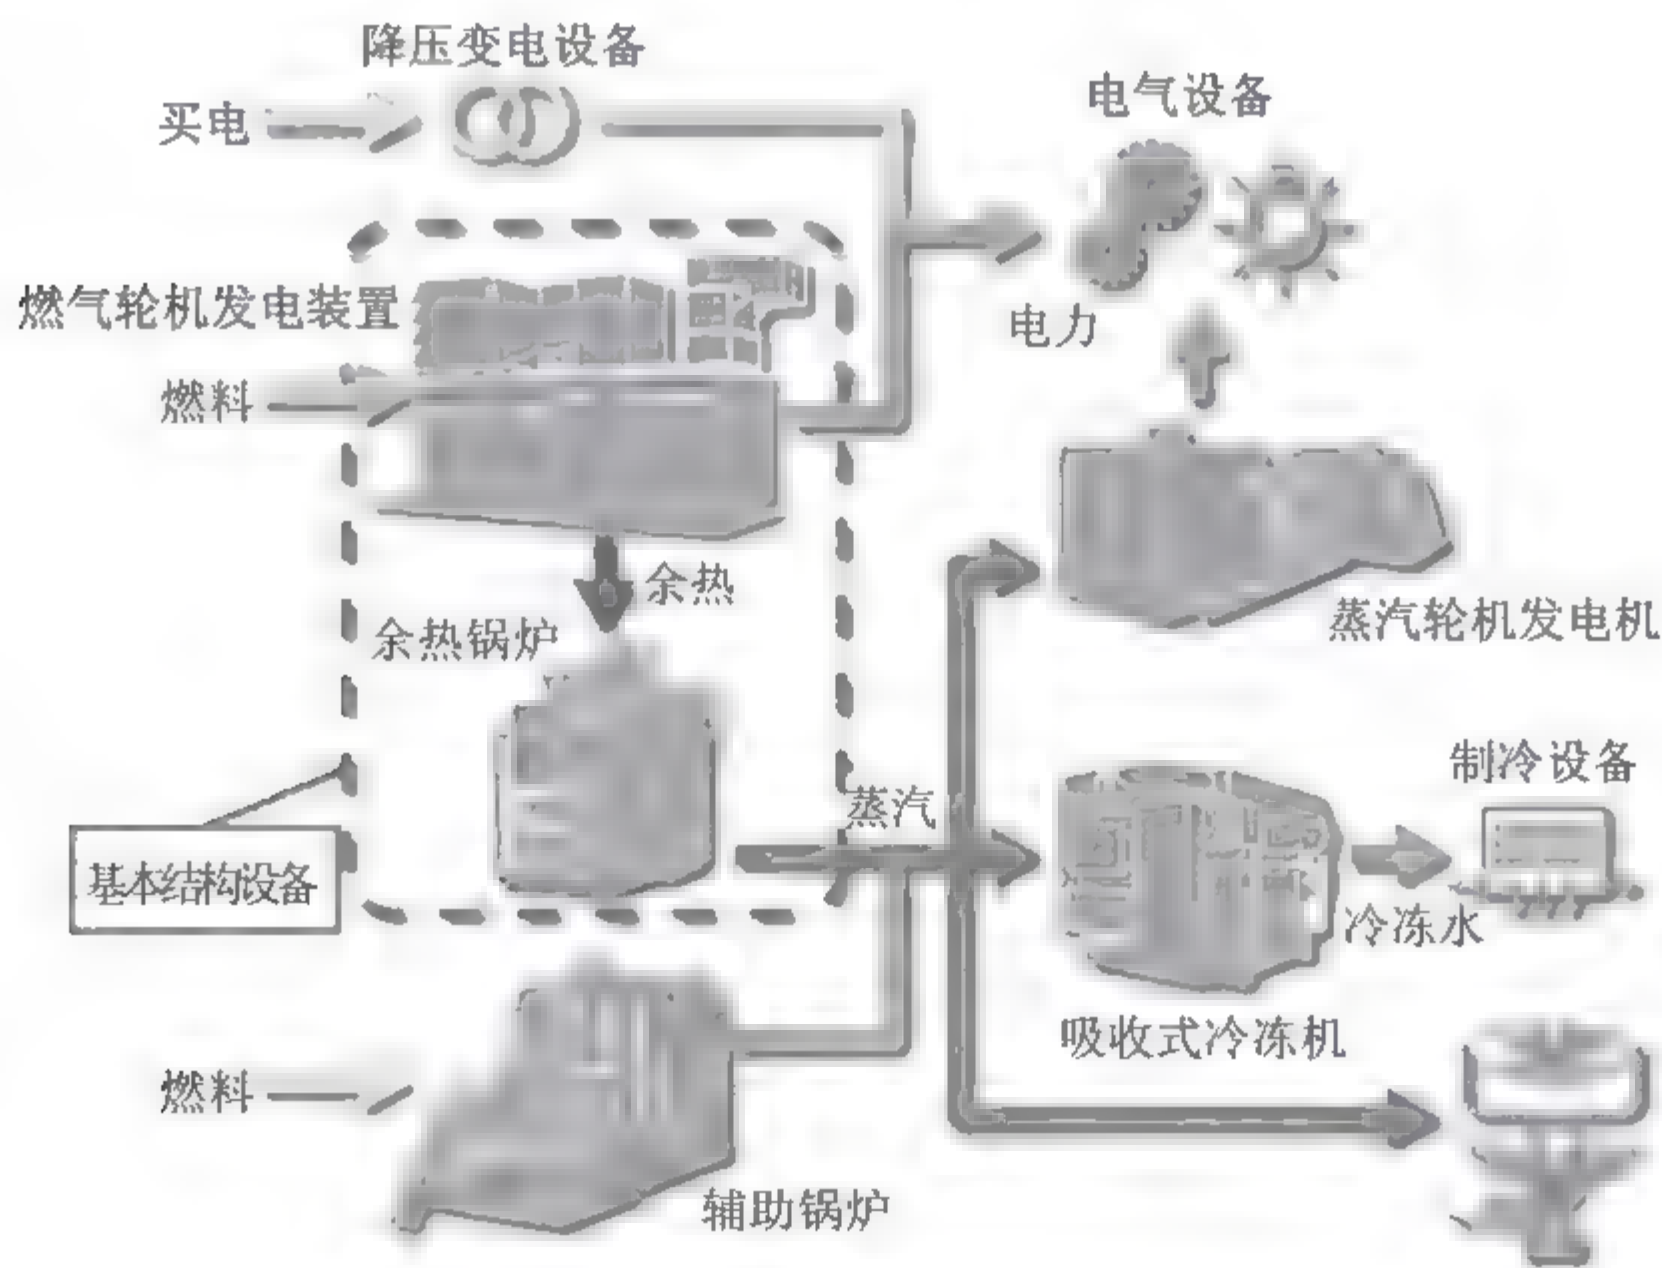 降压变电设备
买电
电气设备
燃气轮机发电装置
电力
燃料
余热
余热锅炉
蒸汽轮机发电机
制冷设备
蒸汽
基本结构设备
冷冻水
吸收式冷冻机
燃料
辅助锅炉